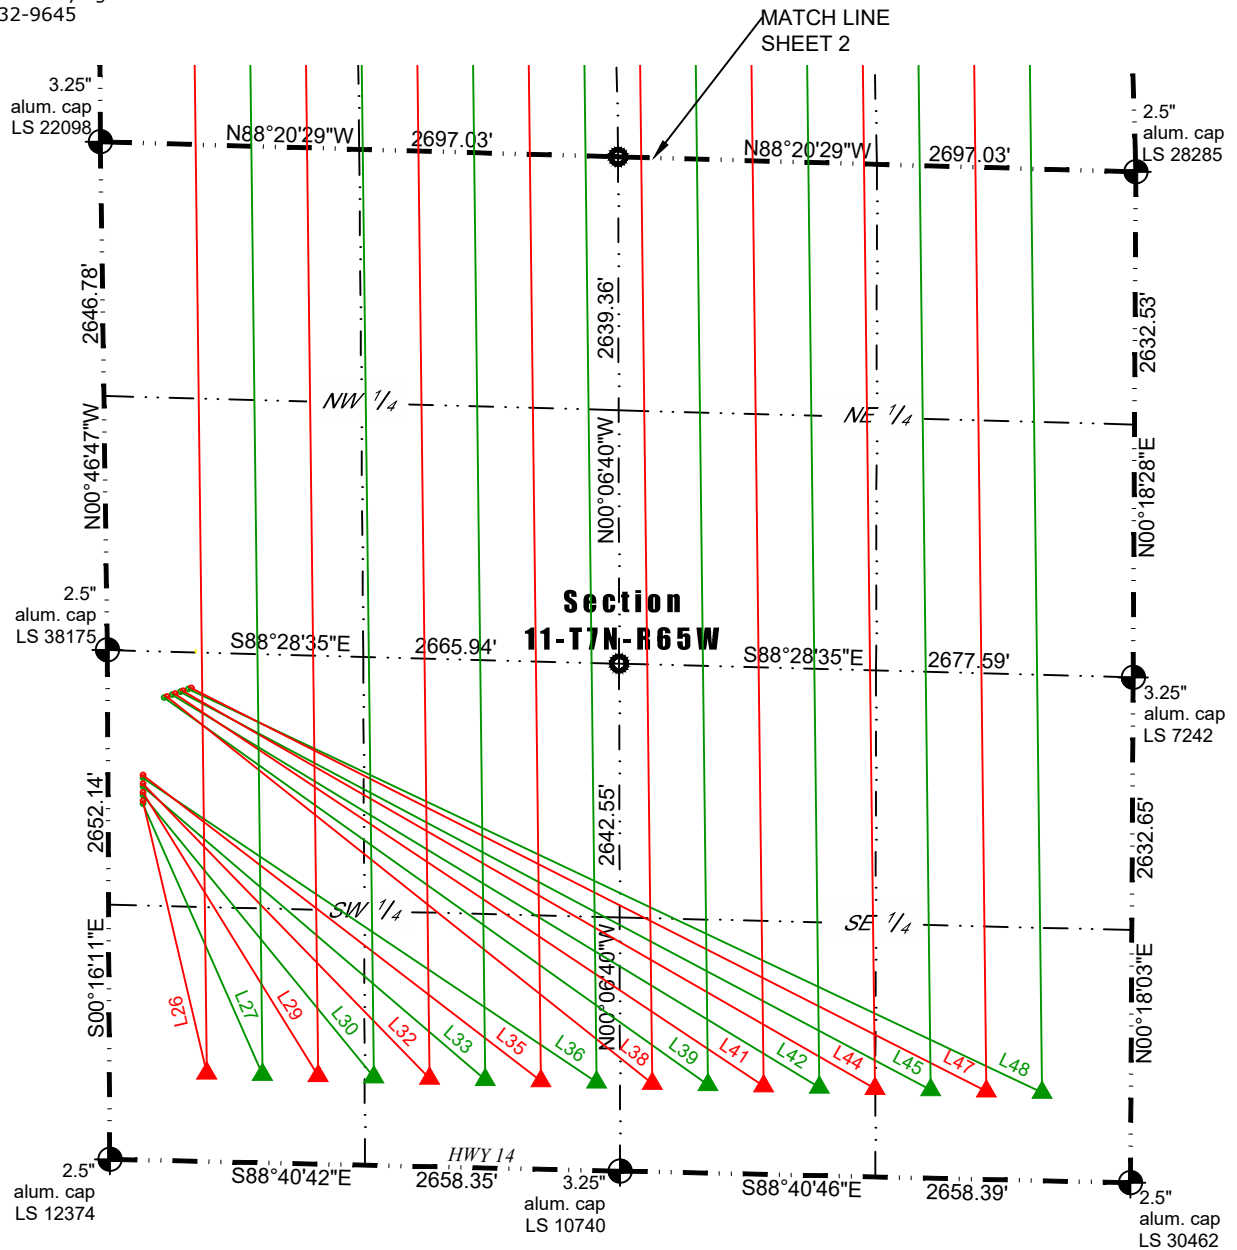 32-9645
MATCH LINE
SHEET 2
3.25"
alum. cap
LS 22098
N88°20'29"W
2697.03'
N88°20'29"W
2697.03'
2.5"
alum. cap
LS 28285
2646.78'
2639.36'
2632.53'
NW 1/4
NE 1/4
N00°46'47"W
N00°06'40"W
N00°18'28"E
2.5"
alum. cap
LS 38175
Section
11-T7N-R65W
S88°28'35"E
2665.94'
S88°28'35"E
2677.59'
3.25"
alum. cap
LS 7242
2652.14'
2642.55'
2632.65'
SW 1/4
SE 1/4
S00°16'11"E
N00°06'40"W
N00°18'03"E
L26
L27
L29
L30
L32
L33
L35
L36
L38
L39
L41
L42
L44
L45
L47
L48
HWY 14
2.5"
alum. cap
LS 12374
S88°40'42"E
2658.35'
3.25"
alum. cap
LS 10740
S88°40'46"E
2658.39'
2.5"
alum. cap
LS 30462